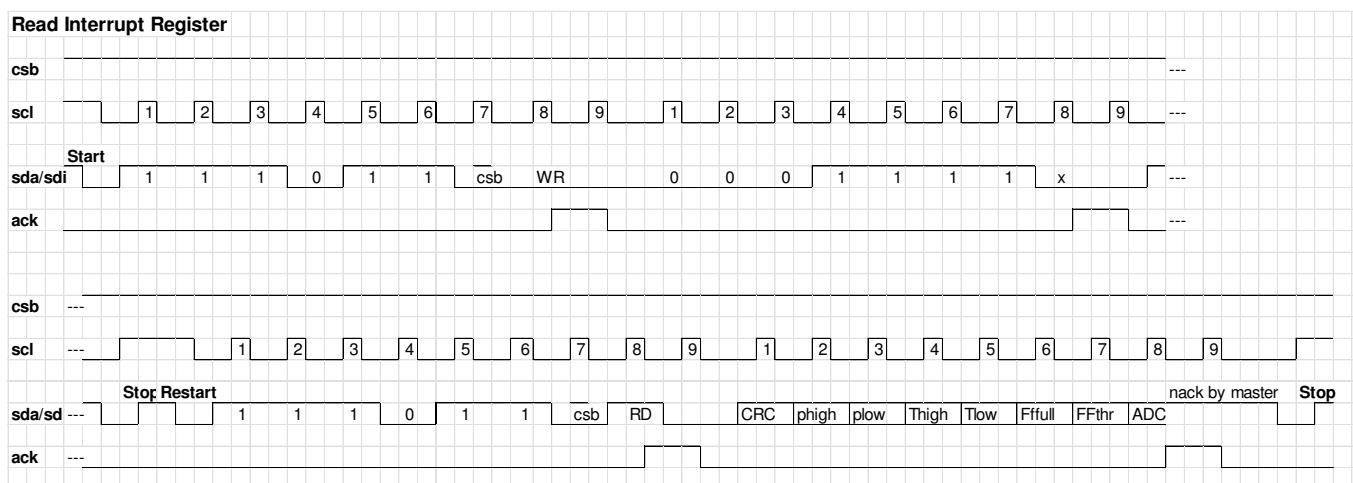 Read Interrupt Register
csb ---
scl 1 2 3 4 5 6 7 8 9 1 2 3 4 5 6 7 8 9 ---
Start
sda/sdi 1 1 1 0 1 1 csb WR 0 0 0 1 1 1 1 x ---
ack ---
csb ---
scl --- 1 2 3 4 5 6 7 8 9 1 2 3 4 5 6 7 8 9
Stop Restart nack by master Stop
sda/sd --- 1 1 1 0 1 1 csb RD CRC phigh plow Thigh Tlow Fffull FFthr ADC
ack ---